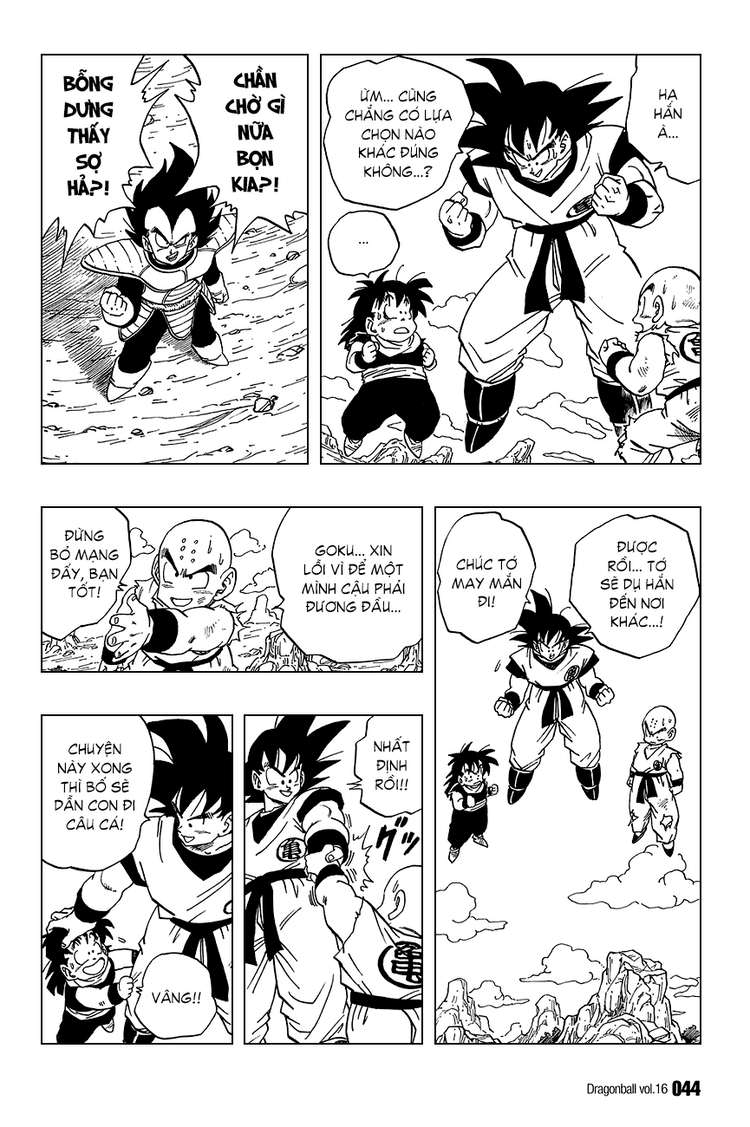 HẠ
HẮN
À...
ỪM... CŨNG
CHẲNG CÓ LỰA
CHỌN NÀO
KHÁC ĐÚNG
KHÔNG...?
...
CHẦN
CHỜ GÌ
NỮA
BỌN
KIA?!
BỖNG
DƯNG
THẤY
SỢ
HẢ?!
ĐƯỢC
RỒI... TỚ
SẼ DỤ HẮN
ĐẾN NƠI
KHÁC...!
CHÚC TỚ
MAY MẮN
ĐI!
GOKU... XIN
LỖI VÌ ĐỂ MỘT
MÌNH CẬU PHẢI
ĐƯƠNG ĐẦU...
ĐỪNG
BỎ MẠNG
ĐẤY, BẠN
TỐT!
NHẤT
ĐỊNH
RỒI!!
グッ
CHUYỆN
NÀY XONG
THÌ BỐ SẼ
DẪN CON ĐI
CÂU CÁ!
VÂNG!!
Dragonball vol.16 044